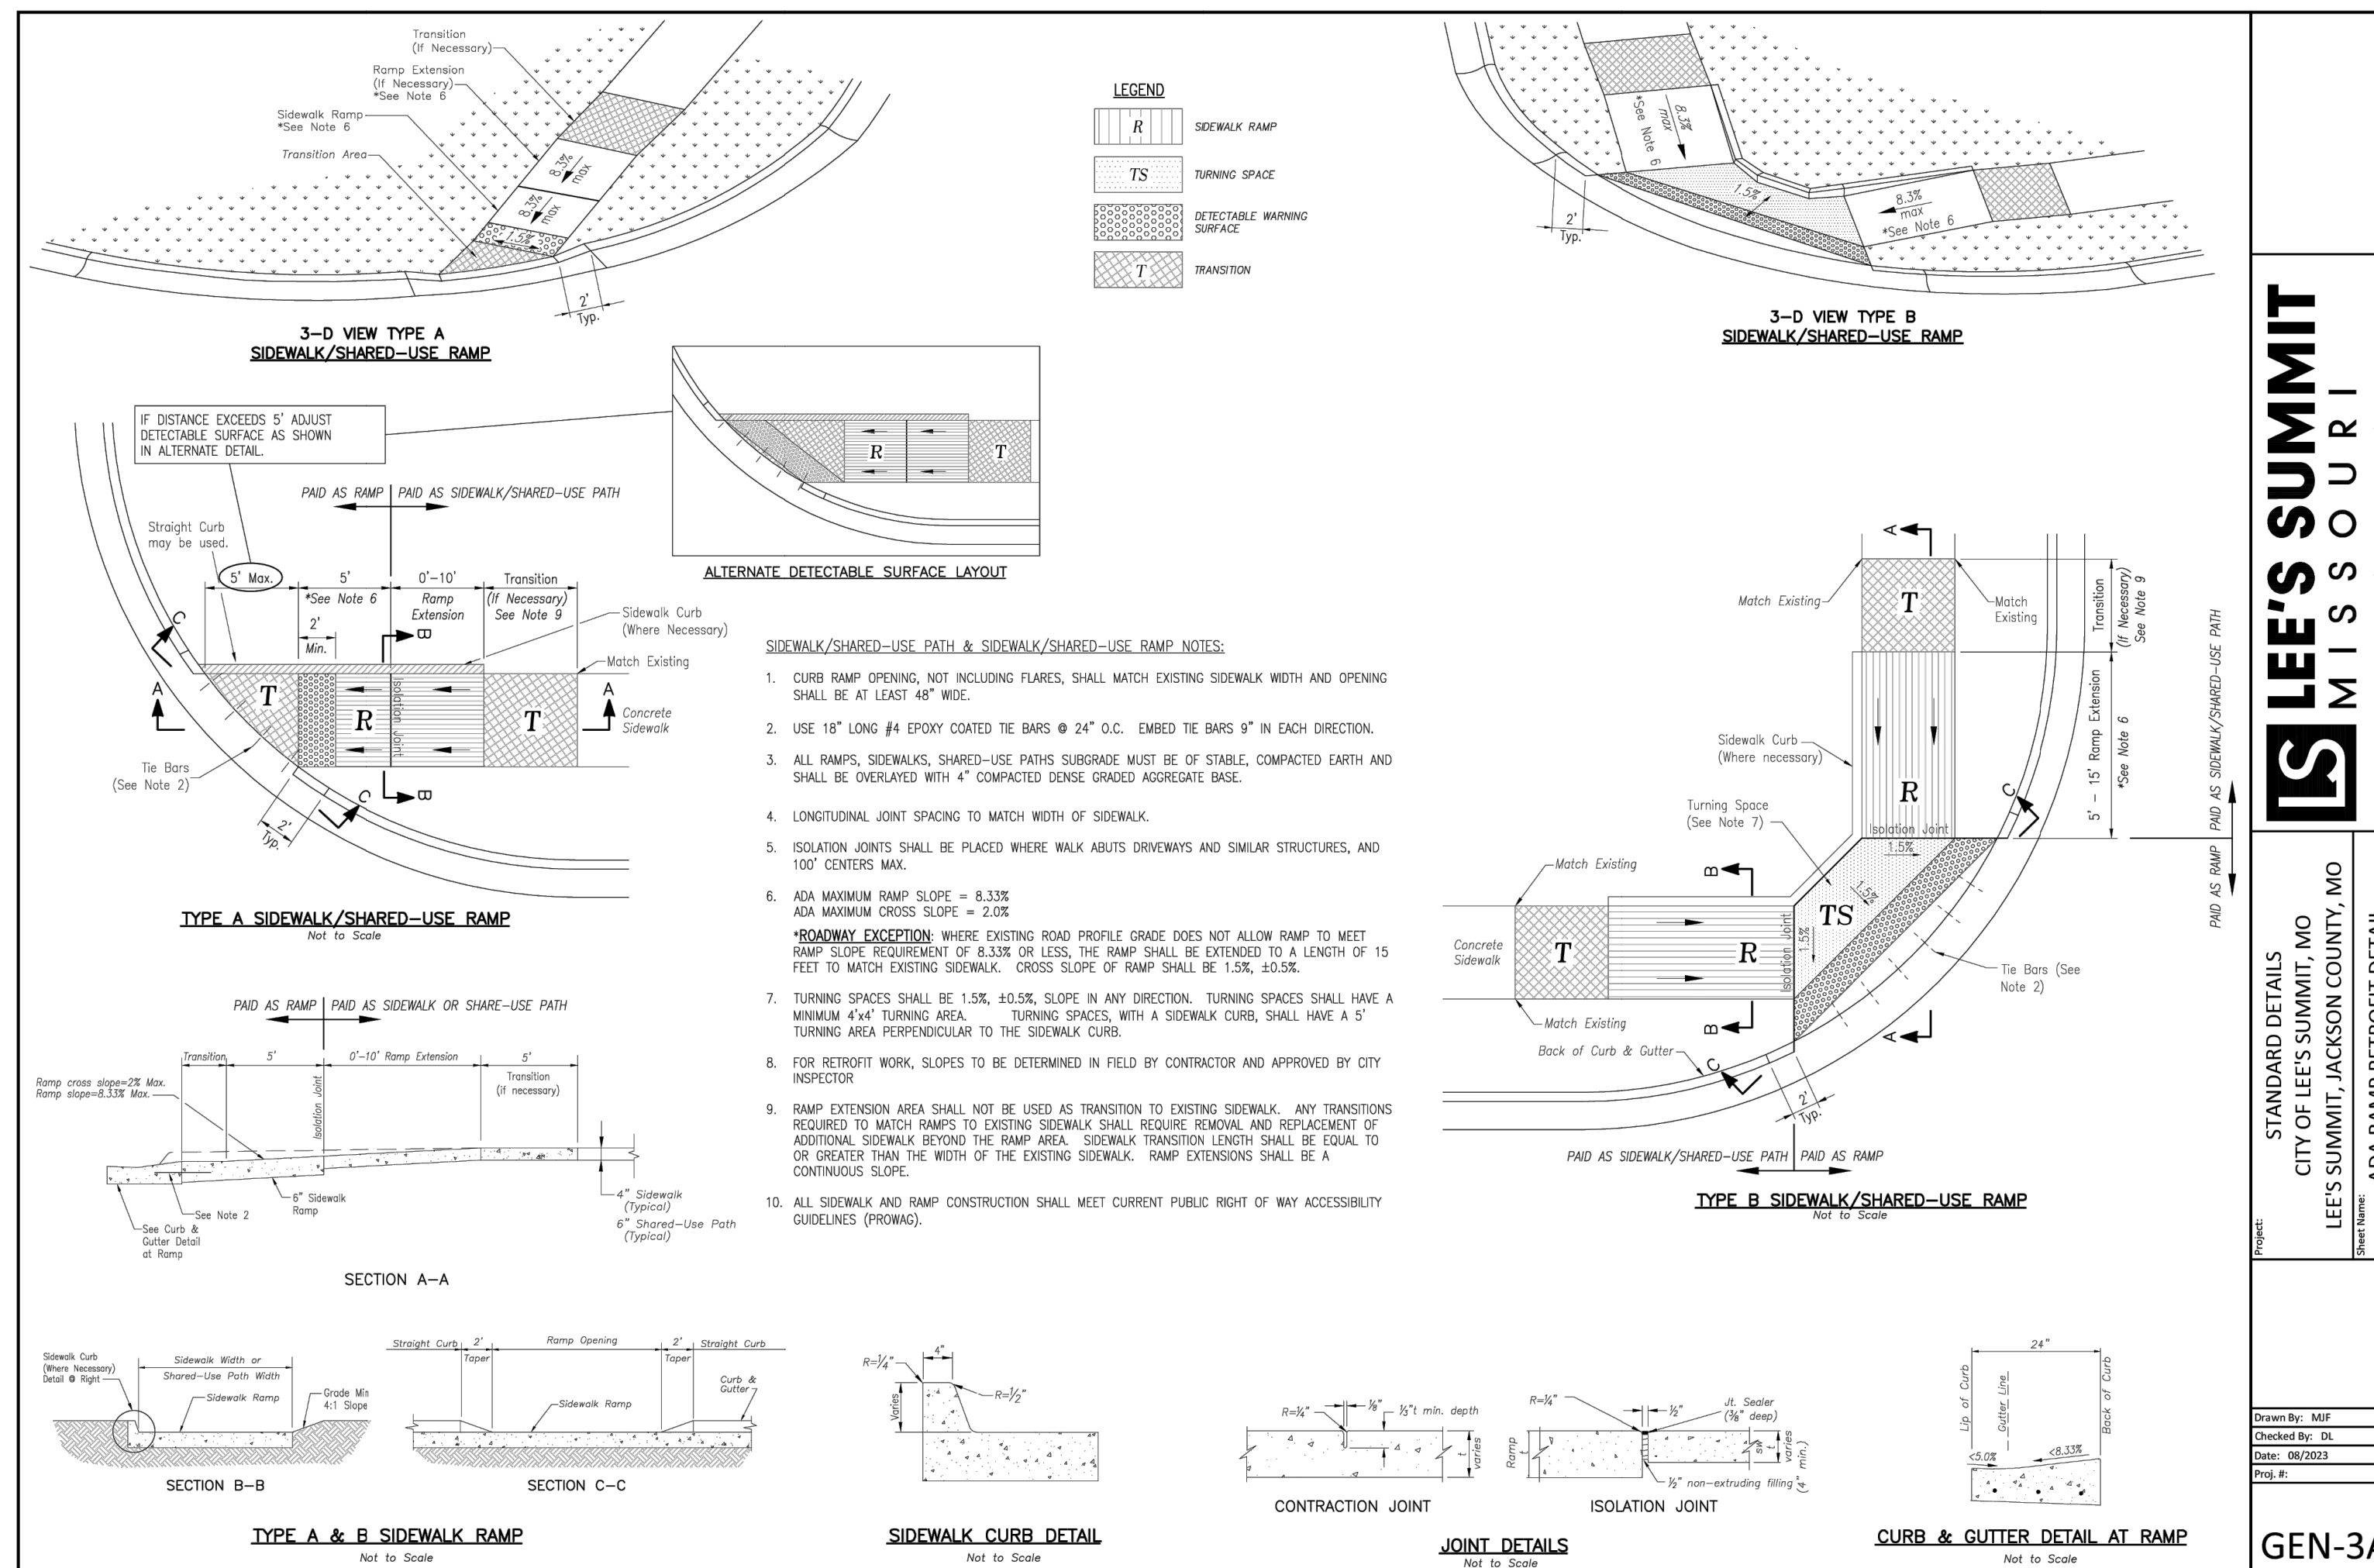 Transition
(If Necessary)
Ramp Extension
(If Necessary)
*See Note 6
Sidewalk Ramp
*See Note 6
Transition Area
8.3%
max
8.3%
max
1.5%
2'
Typ.
3-D VIEW TYPE A
SIDEWALK/SHARED-USE RAMP
LEGEND
R
SIDEWALK RAMP
TS
TURNING SPACE
DETECTABLE WARNING
SURFACE
T
TRANSITION
8.3%
max
*See Note 6
1.5%
8.3%
max
*See Note 6
2'
Typ.
3-D VIEW TYPE B
SIDEWALK/SHARED-USE RAMP
IF DISTANCE EXCEEDS 5' ADJUST
DETECTABLE SURFACE AS SHOWN
IN ALTERNATE DETAIL.
R
T
ALTERNATE DETECTABLE SURFACE LAYOUT
PAID AS RAMP
PAID AS SIDEWALK/SHARED-USE PATH
Straight Curb
may be used.
5' Max.
5'
*See Note 6
0'-10'
Ramp
Extension
Transition
(If Necessary)
See Note 9
2'
Min.
B
Sidewalk Curb
(Where Necessary)
Match Existing
C
A
T
R
Isolation Joint
T
A
Concrete
Sidewalk
Tie Bars
(See Note 2)
C
B
2'
Typ.
TYPE A SIDEWALK/SHARED-USE RAMP
Not to Scale
PAID AS RAMP
PAID AS SIDEWALK OR SHARE-USE PATH
Transition
5'
0'-10' Ramp Extension
5'
Transition
(if necessary)
Ramp cross slope=2% Max.
Ramp slope=8.33% Max.
Isolation Joint
6" Sidewalk
Ramp
See Note 2
See Curb &
Gutter Detail
at Ramp
4" Sidewalk
(Typical)
6" Shared-Use Path
(Typical)
SECTION A-A
SIDEWALK/SHARED-USE PATH & SIDEWALK/SHARED-USE RAMP NOTES:
1. CURB RAMP OPENING, NOT INCLUDING FLARES, SHALL MATCH EXISTING SIDEWALK WIDTH AND OPENING
SHALL BE AT LEAST 48" WIDE.
2. USE 18" LONG #4 EPOXY COATED TIE BARS @ 24" O.C. EMBED TIE BARS 9" IN EACH DIRECTION.
3. ALL RAMPS, SIDEWALKS, SHARED-USE PATHS SUBGRADE MUST BE OF STABLE, COMPACTED EARTH AND
SHALL BE OVERLAYED WITH 4" COMPACTED DENSE GRADED AGGREGATE BASE.
4. LONGITUDINAL JOINT SPACING TO MATCH WIDTH OF SIDEWALK.
5. ISOLATION JOINTS SHALL BE PLACED WHERE WALK ABUTS DRIVEWAYS AND SIMILAR STRUCTURES, AND
100' CENTERS MAX.
6. ADA MAXIMUM RAMP SLOPE = 8.33%
ADA MAXIMUM CROSS SLOPE = 2.0%
*ROADWAY EXCEPTION: WHERE EXISTING ROAD PROFILE GRADE DOES NOT ALLOW RAMP TO MEET
RAMP SLOPE REQUIREMENT OF 8.33% OR LESS, THE RAMP SHALL BE EXTENDED TO A LENGTH OF 15
FEET TO MATCH EXISTING SIDEWALK. CROSS SLOPE OF RAMP SHALL BE 1.5%, ±0.5%.
7. TURNING SPACES SHALL BE 1.5%, ±0.5%, SLOPE IN ANY DIRECTION. TURNING SPACES SHALL HAVE A
MINIMUM 4'x4' TURNING AREA. TURNING SPACES, WITH A SIDEWALK CURB, SHALL HAVE A 5'
TURNING AREA PERPENDICULAR TO THE SIDEWALK CURB.
8. FOR RETROFIT WORK, SLOPES TO BE DETERMINED IN FIELD BY CONTRACTOR AND APPROVED BY CITY
INSPECTOR
9. RAMP EXTENSION AREA SHALL NOT BE USED AS TRANSITION TO EXISTING SIDEWALK. ANY TRANSITIONS
REQUIRED TO MATCH RAMPS TO EXISTING SIDEWALK SHALL REQUIRE REMOVAL AND REPLACEMENT OF
ADDITIONAL SIDEWALK BEYOND THE RAMP AREA. SIDEWALK TRANSITION LENGTH SHALL BE EQUAL TO
OR GREATER THAN THE WIDTH OF THE EXISTING SIDEWALK. RAMP EXTENSIONS SHALL BE A
CONTINUOUS SLOPE.
10. ALL SIDEWALK AND RAMP CONSTRUCTION SHALL MEET CURRENT PUBLIC RIGHT OF WAY ACCESSIBILITY
GUIDELINES (PROWAG).
A
Match Existing
T
Match
Existing
Transition
(If Necessary)
See Note 9
Sidewalk Curb
(Where necessary)
5' - 15' Ramp Extension
*See Note 6
PAID AS SIDEWALK/SHARED-USE PATH
PAID AS RAMP
R
C
Turning Space
(See Note 7)
Isolation Joint
1.5%
Match Existing
B
1.5%
TS
1.5%
Isolation Joint
Concrete
Sidewalk
T
R
Tie Bars (See
Note 2)
Match Existing
B
A
Back of Curb & Gutter
C
2'
Typ.
PAID AS SIDEWALK/SHARED-USE PATH
PAID AS RAMP
TYPE B SIDEWALK/SHARED-USE RAMP
Not to Scale
Sidewalk Curb
(Where Necessary)
Detail @ Right
Sidewalk Width or
Shared-Use Path Width
Sidewalk Ramp
Grade Min
4:1 Slope
SECTION B-B
Straight Curb
2'
Taper
Ramp Opening
2'
Taper
Straight Curb
Curb &
Gutter
Sidewalk Ramp
SECTION C-C
TYPE A & B SIDEWALK RAMP
Not to Scale
4"
R=1/4"
R=1/2"
Varies
SIDEWALK CURB DETAIL
Not to Scale
R=1/4"
1/8"
1/3"t min. depth
t
varies
CONTRACTION JOINT
R=1/4"
1/2"
Jt. Sealer
(3/8" deep)
Ramp
t
sw
t
varies
(4" min.)
1/2" non-extruding filling
ISOLATION JOINT
JOINT DETAILS
Not to Scale
24"
Lip of Curb
Gutter Line
Back of Curb
<5.0%
<8.33%
CURB & GUTTER DETAIL AT RAMP
Not to Scale
LS
LEE'S SUMMIT
MISSOURI
Project:
STANDARD DETAILS
CITY OF LEE'S SUMMIT, MO
LEE'S SUMMIT, JACKSON COUNTY, MO
Sheet Name:
ADA RAMP RETROFIT DETAIL
Drawn By: MJF
Checked By: DL
Date: 08/2023
Proj. #:
GEN-3/